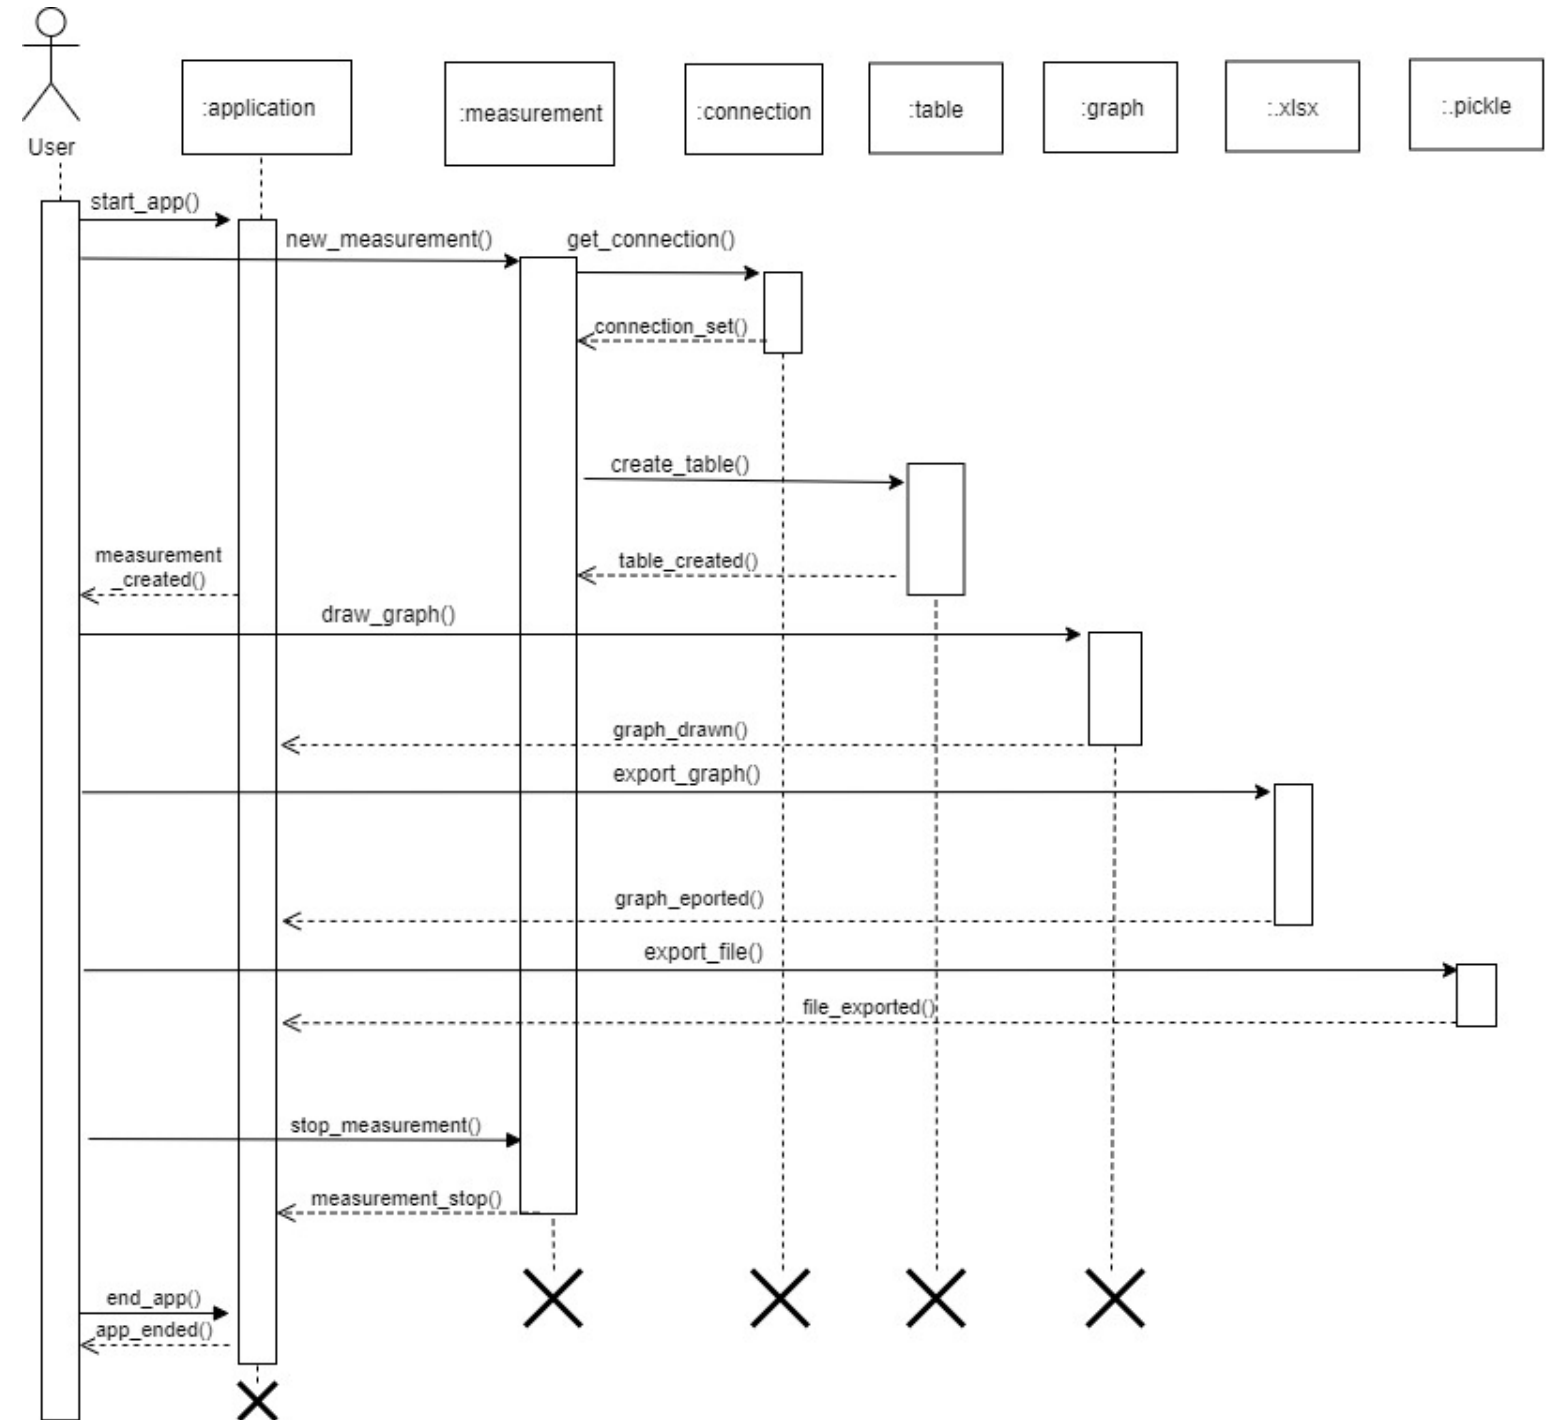 User
:application
:measurement
:connection
:table
:graph
:.xlsx
:.pickle
start_app()
new_measurement()
get_connection()
connection_set()
create_table()
measurement
_created()
table_created()
draw_graph()
graph_drawn()
export_graph()
graph_eported()
export_file()
file_exported()
stop_measurement()
measurement_stop()
end_app()
app_ended()